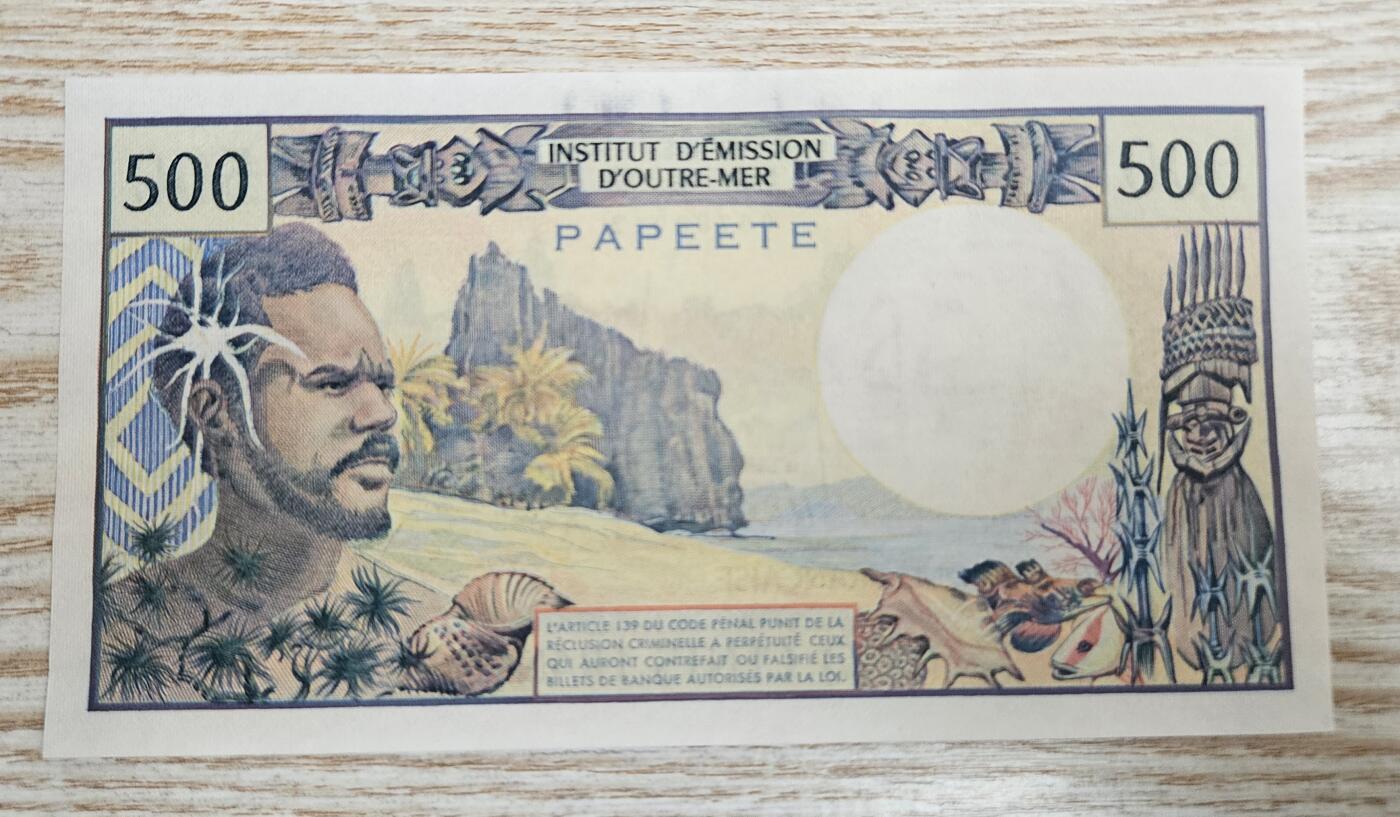 500
INSTITUT D'ÉMISSION
D'OUTRE-MER
500
PAPEETE
L'ARTICLE 139 DU CODE PÉNAL PUNIT DE LA
RÉCLUSION CRIMINELLE A PERPÉTUITÉ CEUX
QUI AURONT CONTREFAIT OU FALSIFIÉ LES
BILLETS DE BANQUE AUTORISÉS PAR LA LOI.